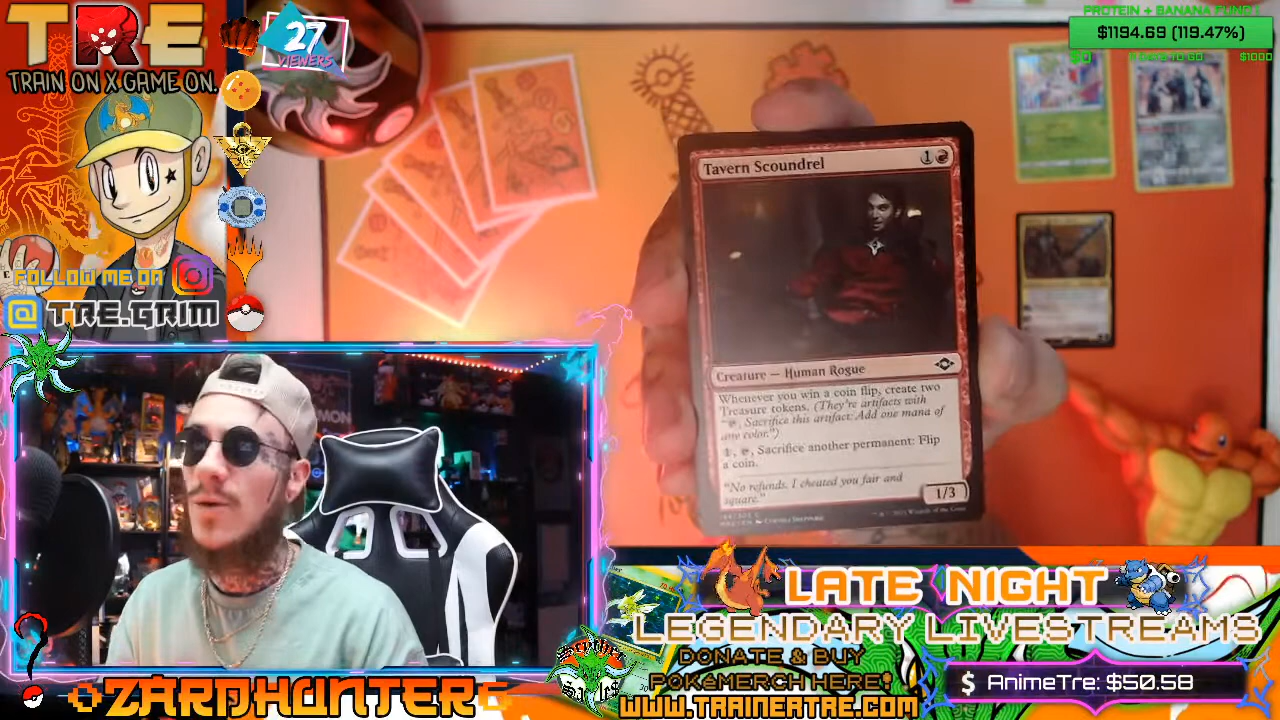 TRE
TRAIN ON X GAME ON.
27
VIEWERS
PROTEIN + BANANA FUND!
$1194.69 (119.47%)
$0
$1000
FOLLOW ME ON
@ TRE.GRIM
Tavern Scoundrel
1
Creature — Human Rogue
Whenever you win a coin flip, create two
Treasure tokens. (They're artifacts with
", Sacrifice this artifact: Add one mana of
any color.")
1, , Sacrifice another permanent: Flip
a coin.
"No refunds. I cheated you fair and
square."
1/3
LATE NIGHT
LEGENDARY LIVESTREAMS
DONATE & BUY
POKéMERCH HERE!
WWW.TRAINERTRE.COM
$ AnimeTre: $50.58
Scyther
ZARDHUNTER